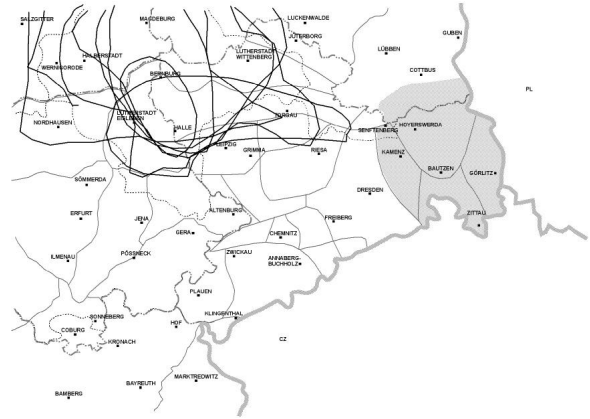 SALZGITTER
MAGDEBURG
LUCKENWALDE
JÜTERBORG
GUBEN
LÜBBEN
HALBERSTADT
WERNIGORODE
LUTHERSTADT
WITTENBERG
BERNBURG
COTTBUS
PL
LUTHERSTADT
EISLEBEN
NORDHAUSEN
HALLE
TORGAU
SENFTENBERG
HOYERSWERDA
LEIPZIG
GRIMMA
RIESA
KAMENZ
BAUTZEN
GÖRLITZ
SÖMMERDA
DRESDEN
ERFURT
JENA
ALTENBURG
FREIBERG
ZITTAU
GERA
CHEMNITZ
ILMENAU
PÖSSNECK
ZWICKAU
ANNABERG-
BUCHHOLZ
PLAUEN
SONNEBERG
COBURG
HOF
KLINGENTHAL
KRONACH
CZ
BAMBERG
BAYREUTH
MARKTREDWITZ